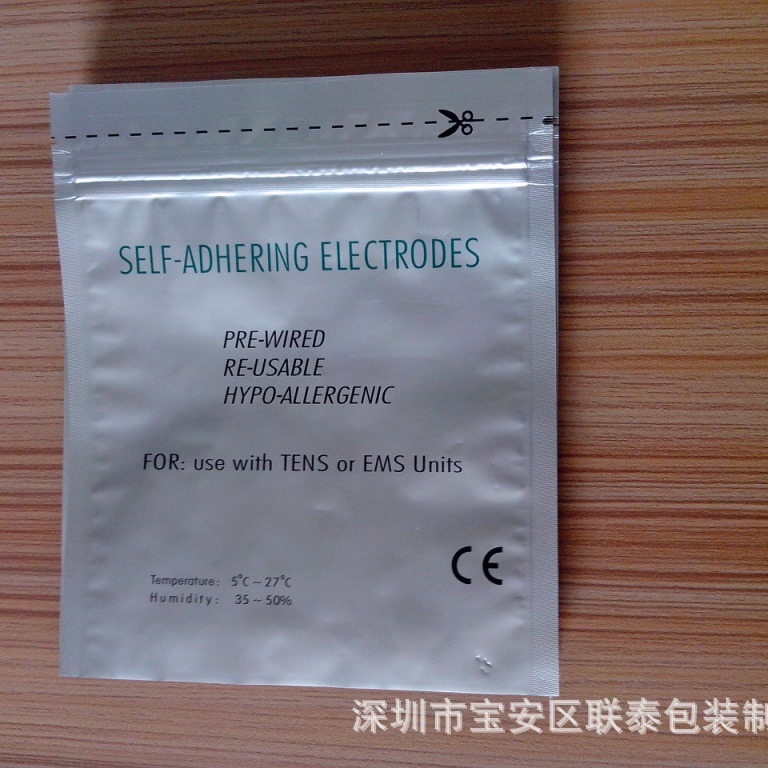 SELF-ADHERING ELECTRODES
PRE-WIRED
RE-USABLE
HYPO-ALLERGENIC
FOR: use with TENS or EMS Units
CE
Temperature: 5°C ~ 27°C
Humidity: 35 ~ 50%
深圳市宝安区联泰包装制